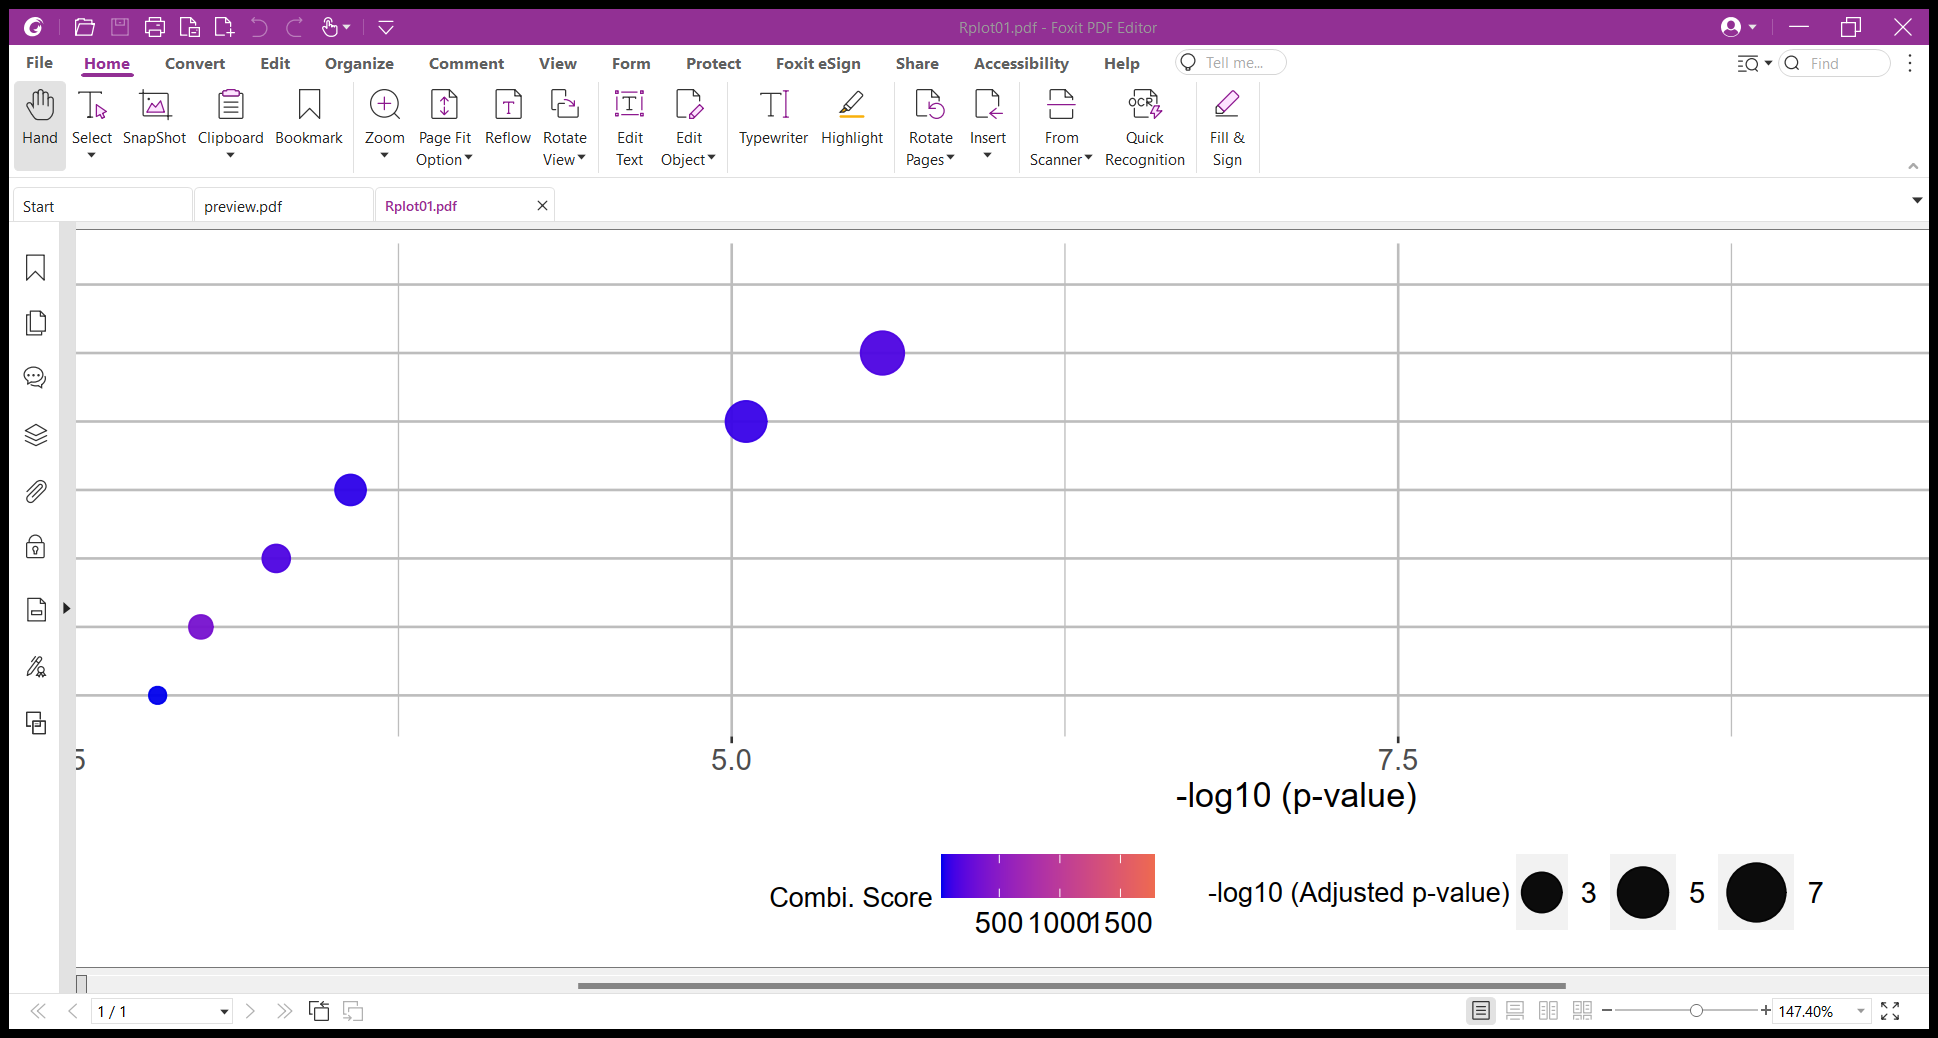 Rplot01.pdf - Foxit PDF Editor
File Home Convert Edit Organize Comment View Form Protect Foxit eSign Share Accessibility Help Tell me... Find
Hand Select SnapShot Clipboard Bookmark Zoom Page Fit Option Reflow Rotate View Edit Text Edit Object Typewriter Highlight Rotate Pages Insert From Scanner OCR Quick Recognition Fill & Sign
Start preview.pdf Rplot01.pdf
5 5.0 7.5
-log10 (p-value)
Combi. Score 500 1000 1500
-log10 (Adjusted p-value) 3 5 7
1 / 1 147.40%